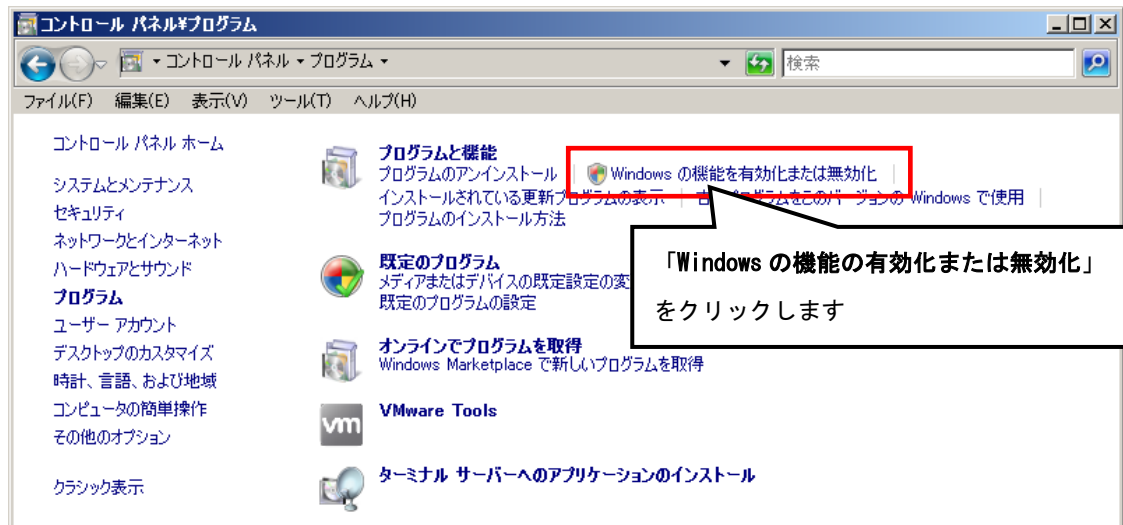 コントロール パネル¥プログラム
コントロール パネル ▾ プログラム ▾
検索
ファイル(F) 編集(E) 表示(V) ツール(T) ヘルプ(H)
コントロール パネル ホーム
システムとメンテナンス
セキュリティ
ネットワークとインターネット
ハードウェアとサウンド
プログラム
ユーザー アカウント
デスクトップのカスタマイズ
時計、言語、および地域
コンピュータの簡単操作
その他のオプション
クラシック表示
プログラムと機能
プログラムのアンインストール | Windows の機能を有効化または無効化 |
インストールされている更新プログラムの表示 | 古いプログラムをこのバージョンの Windows で使用 |
プログラムのインストール方法
既定のプログラム
メディアまたはデバイスの既定設定の変
既定のプログラムの設定
オンラインでプログラムを取得
Windows Marketplace で新しいプログラムを取得
vm
VMware Tools
ターミナル サーバーへのアプリケーションのインストール
「Windows の機能の有効化または無効化」
をクリックします